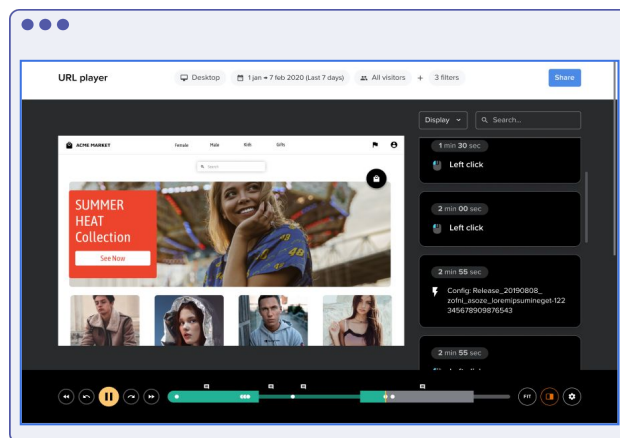 URL player
Desktop
1 jan → 7 feb 2020 (Last 7 days)
All visitors
+ 3 filters
Share
Display
Search...
ACME MARKET
Female
Male
Kids
Gifts
Search
SUMMER
HEAT
Collection
See Now
1 min 30 sec
Left click
2 min 00 sec
Left click
2 min 55 sec
Config: Release_20190808_
zofni_asoze_loremipsumineget-122
345678909876543
2 min 55 sec
Left click
FIT